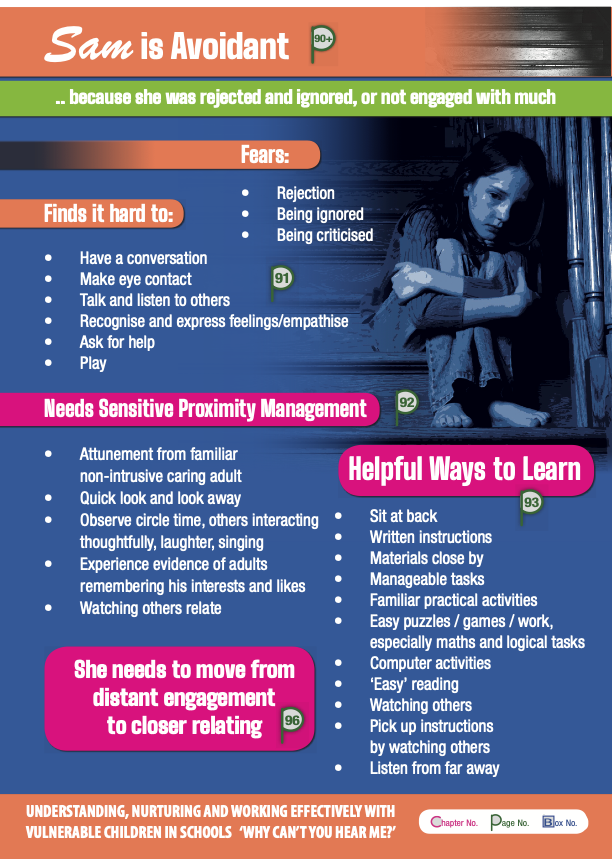 Sam is Avoidant
90+
.. because she was rejected and ignored, or not engaged with much
Fears:
• Rejection
• Being ignored
• Being criticised
Finds it hard to:
• Have a conversation
• Make eye contact
• Talk and listen to others
• Recognise and express feelings/empathise
• Ask for help
• Play
91
Needs Sensitive Proximity Management
92
• Attunement from familiar
non-intrusive caring adult
• Quick look and look away
• Observe circle time, others interacting
thoughtfully, laughter, singing
• Experience evidence of adults
remembering his interests and likes
• Watching others relate
She needs to move from
distant engagement
to closer relating
96
Helpful Ways to Learn
93
• Sit at back
• Written instructions
• Materials close by
• Manageable tasks
• Familiar practical activities
• Easy puzzles / games / work,
especially maths and logical tasks
• Computer activities
• ‘Easy’ reading
• Watching others
• Pick up instructions
by watching others
• Listen from far away
UNDERSTANDING, NURTURING AND WORKING EFFECTIVELY WITH
VULNERABLE CHILDREN IN SCHOOLS ‘WHY CAN’T YOU HEAR ME?’
Chapter No. Page No. Box No.